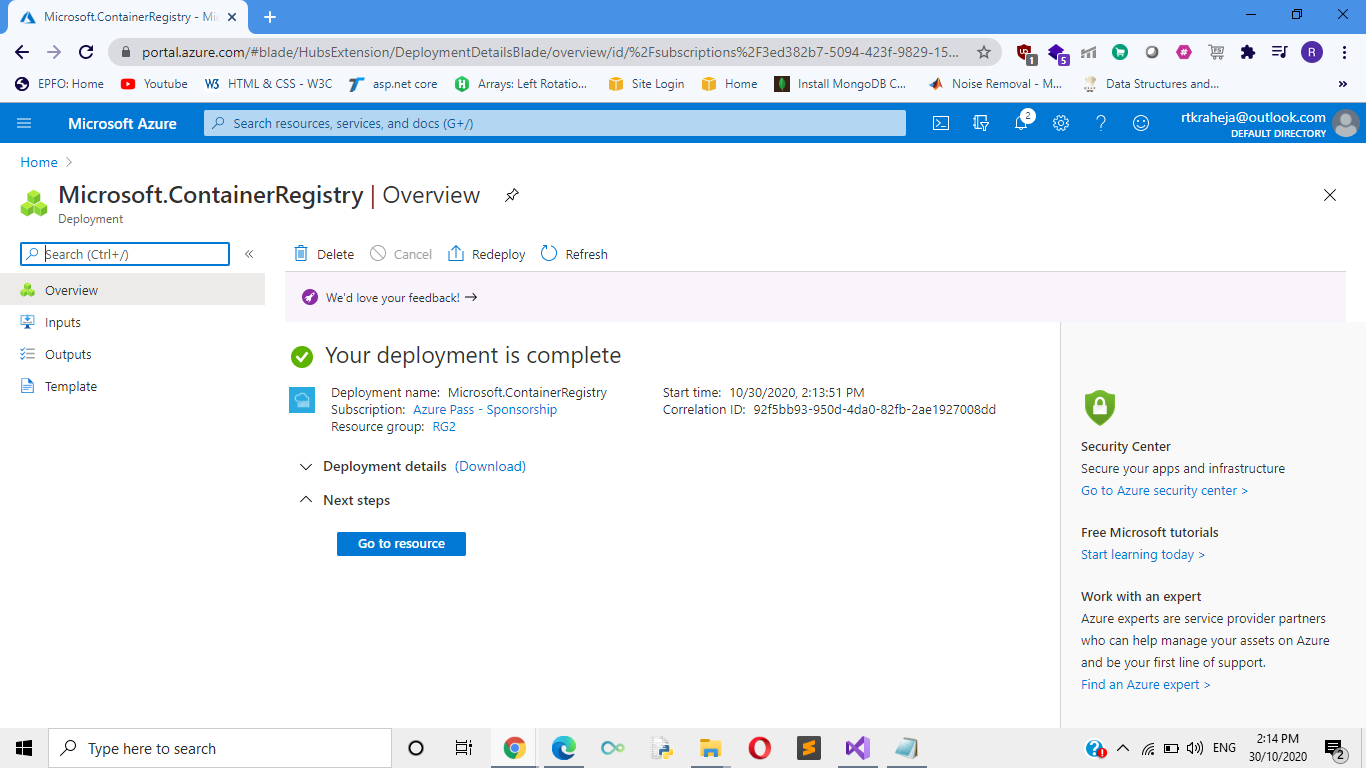 Microsoft.ContainerRegistry - Mic
portal.azure.com/#blade/HubsExtension/DeploymentDetailsBlade/overview/id/%2Fsubscriptions%2F3ed382b7-5094-423f-9829-15...
1
5
R
EPFO: Home
Youtube
HTML & CSS - W3C
asp.net core
Arrays: Left Rotatio...
Site Login
Home
Install MongoDB C...
Noise Removal - M...
Data Structures and...
»
Microsoft Azure
Search resources, services, and docs (G+/)
2
rtkraheja@outlook.com
DEFAULT DIRECTORY
Home
Microsoft.ContainerRegistry | Overview
Deployment
Search (Ctrl+/)
«
Delete
Cancel
Redeploy
Refresh
Overview
Inputs
Outputs
Template
We'd love your feedback! →
Your deployment is complete
Deployment name: Microsoft.ContainerRegistry
Subscription: Azure Pass - Sponsorship
Resource group: RG2
Start time: 10/30/2020, 2:13:51 PM
Correlation ID: 92f5bb93-950d-4da0-82fb-2ae1927008dd
Deployment details (Download)
Next steps
Go to resource
Security Center
Secure your apps and infrastructure
Go to Azure security center >
Free Microsoft tutorials
Start learning today >
Work with an expert
Azure experts are service provider partners
who can help manage your assets on Azure
and be your first line of support.
Find an Azure expert >
Type here to search
ENG
2:14 PM
30/10/2020
2